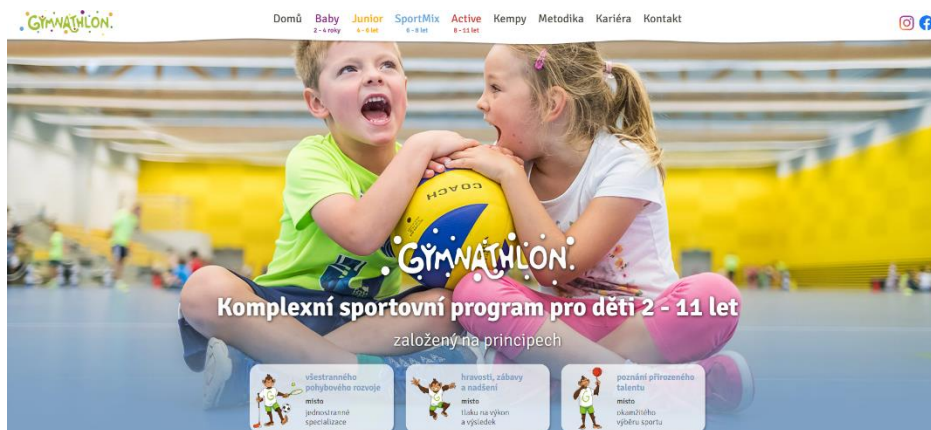 GYMNATHLON.
Domů Baby Junior SportMix Active Kempy Metodika Kariéra Kontakt
2 - 4 roky 4 - 6 let 6 - 8 let 8 - 11 let
COACH
GYMNATHLON.
Komplexní sportovní program pro děti 2 - 11 let
založený na principech
všestranného
pohybového rozvoje
místo
jednostranné
specializace
hravosti, zábavy
a nadšení
místo
tlaku na výkon
a výsledek
poznání přirozeného
talentu
místo
okamžitého
výběru sportu